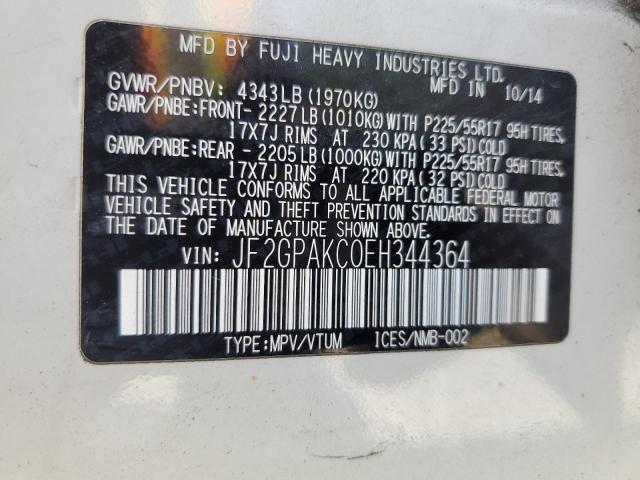 MFD BY FUJI HEAVY INDUSTRIES LTD.
MFD IN 10/14
GVWR/PNBV: 4343LB (1970KG)
GAWR/PNBE:FRONT- 2227LB (1010KG) WITH P225/55R17 95H TIRES,
17X7J RIMS AT 230 KPA ( 33 PSI) COLD
GAWR/PNBE:REAR - 2205LB (1000KG) WITH P225/55R17 95H TIRES,
17X7J RIMS AT 220 KPA ( 32 PSI) COLD
THIS VEHICLE CONFORMS TO ALL APPLICABLE FEDERAL MOTOR
VEHICLE SAFETY AND THEFT PREVENTION STANDARDS IN EFFECT ON
THE DATE OF MANUFACTURE SHOWN ABOVE.
VIN: JF2GPAKC0EH344364
TYPE:MPV/VTUM ICES/NMB-002